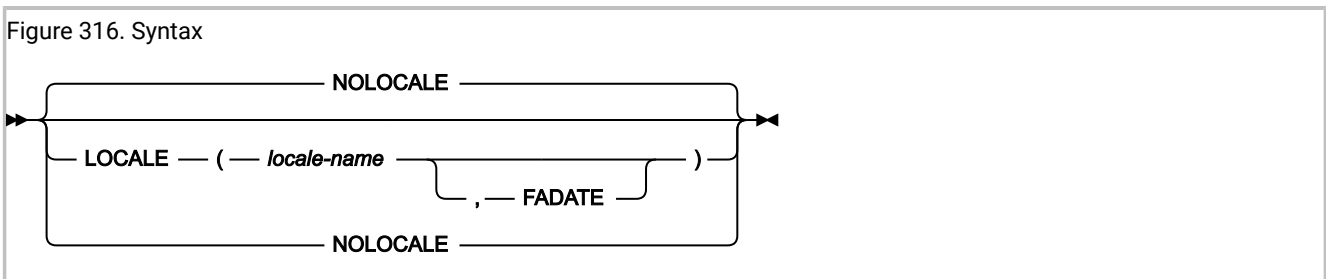 Figure 316. Syntax
NOLOCALE
LOCALE ( locale-name )
, FADATE
NOLOCALE